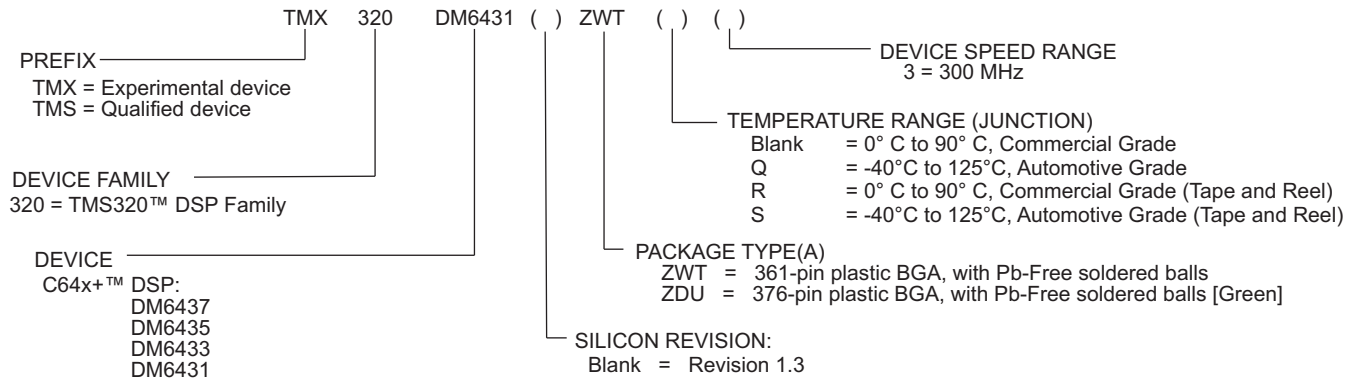 TMX 320 DM6431 ( ) ZWT ( ) ( )
PREFIX
TMX = Experimental device
TMS = Qualified device
DEVICE SPEED RANGE
3 = 300 MHz
TEMPERATURE RANGE (JUNCTION)
Blank = 0° C to 90° C, Commercial Grade
Q = -40°C to 125°C, Automotive Grade
R = 0° C to 90° C, Commercial Grade (Tape and Reel)
S = -40°C to 125°C, Automotive Grade (Tape and Reel)
DEVICE FAMILY
320 = TMS320™ DSP Family
PACKAGE TYPE(A)
ZWT = 361-pin plastic BGA, with Pb-Free soldered balls
ZDU = 376-pin plastic BGA, with Pb-Free soldered balls [Green]
DEVICE
C64x+™ DSP:
DM6437
DM6435
DM6433
DM6431
SILICON REVISION:
Blank = Revision 1.3